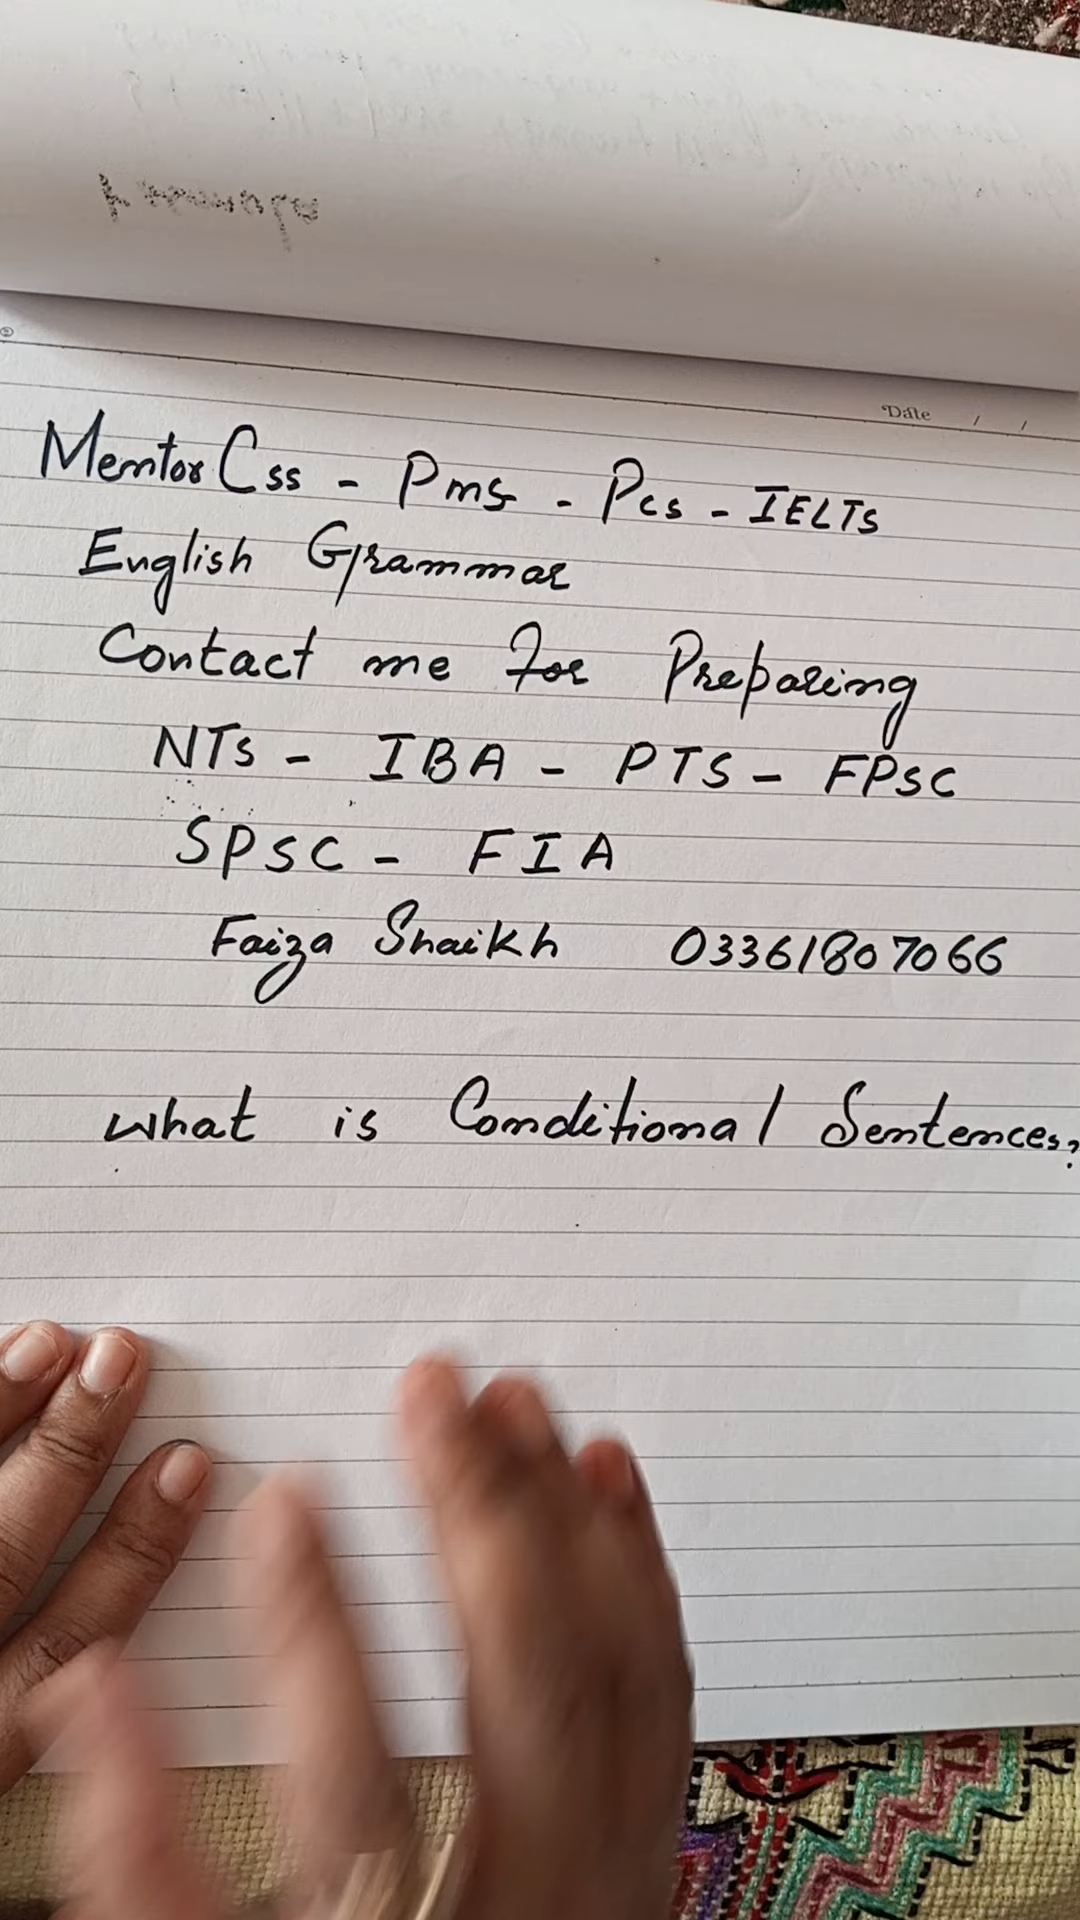 Date / /
Mentor Css - Pms - Pcs - IELTS
English Grammar
Contact me For Preparing
NTs - IBA - PTS - FPSC
SPSC - FIA
Faiza Shaikh 03361807066
what is Conditional Sentences?